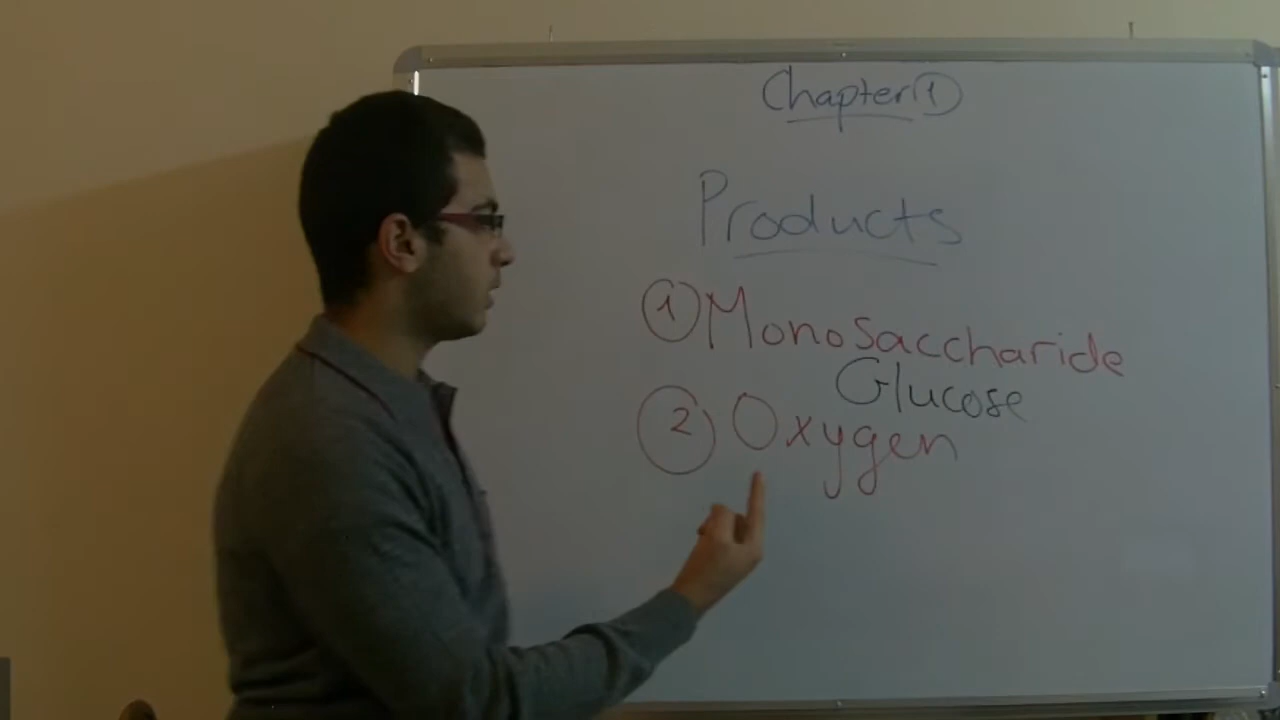 Chapter 1
Products
1 Monosaccharide
Glucose
2 Oxygen